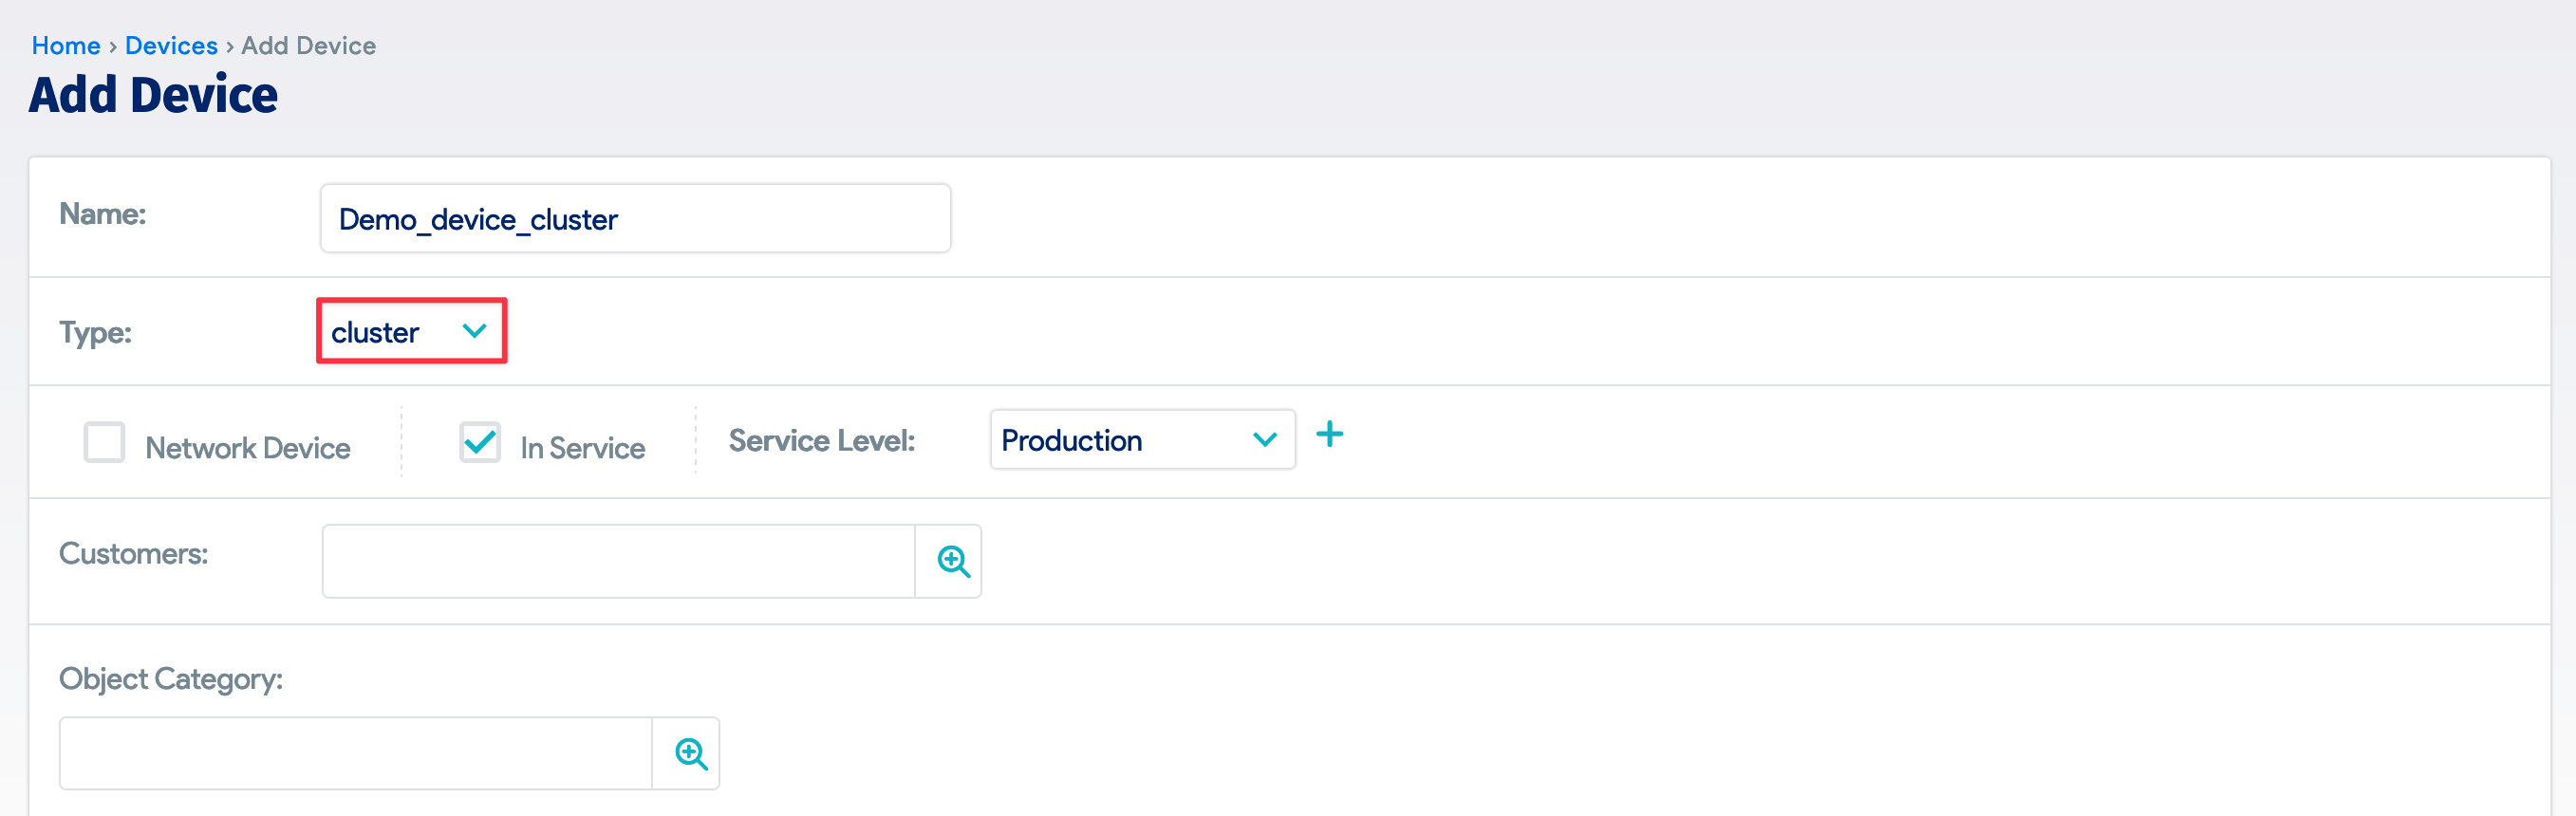 Home › Devices › Add Device
Add Device
Name: Demo_device_cluster
Type: cluster
Network Device In Service Service Level: Production +
Customers:
Object Category: